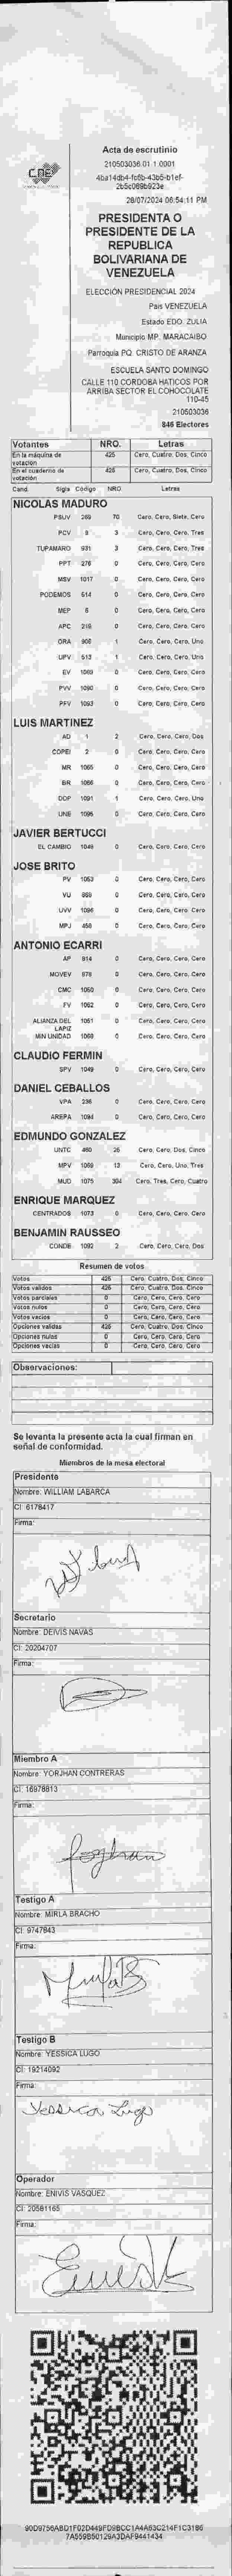 CNE
Acta de escrutinio
210503036.01.1.0001
28/07/2024 06:54:11 PM
PRESIDENTA O
PRESIDENTE DE LA
REPUBLICA
BOLIVARIANA DE
VENEZUELA
ELECCIÓN PRESIDENCIAL 2024
Pais VENEZUELA
Estado EDO. ZULIA
Municipio MP. MARACAIBO
Parroquia PQ. CRISTO DE ARANZA
ESCUELA SANTO DOMINGO
CALLE 110 CORDOBA HATICOS POR
ARRIBA SECTOR EL COHOCOLATE
110-45
210503036
846 Electores
Votantes NRO. Letras
En la máquina de votación 425 Cero, Cuatro, Dos, Cinco
En el cuaderno de votación 425 Cero, Cuatro, Dos, Cinco
Cand. Sigla Código NRO. Letras
NICOLAS MADURO
PSUV 269 70 Cero, Cero, Siete, Cero
PCV 8 3 Cero, Cero, Cero, Tres
TUPAMARO 931 3 Cero, Cero, Cero, Tres
PPT 276 0 Cero, Cero, Cero, Cero
MSV 1017 0 Cero, Cero, Cero, Cero
PODEMOS 614 0 Cero, Cero, Cero, Cero
MEP 6 0 Cero, Cero, Cero, Cero
APC 0 Cero, Cero, Cero, Cero
ORA 906 1 Cero, Cero, Cero, Uno
UPV 613 1 Cero, Cero, Cero, Uno
EV 1069 0 Cero, Cero, Cero, Cero
PVV 1090 0 Cero, Cero, Cero, Cero
PFV 1093 0 Cero, Cero, Cero, Cero
LUIS MARTINEZ
AD 1 2 Cero, Cero, Cero, Dos
COPEI 2 0 Cero, Cero, Cero, Cero
MR 1065 0 Cero, Cero, Cero, Cero
BR 1066 0 Cero, Cero, Cero, Cero
DDP 1091 1 Cero, Cero, Cero, Uno
UNE 1095 0 Cero, Cero, Cero, Cero
JAVIER BERTUCCI
EL CAMBIO 1048 0 Cero, Cero, Cero, Cero
JOSE BRITO
PV 1053 0 Cero, Cero, Cero, Cero
VU 869 0 Cero, Cero, Cero, Cero
UVV 1096 0 Cero, Cero, Cero, Cero
MPJ 458 0 Cero, Cero, Cero, Cero
ANTONIO ECARRI
AP 814 0 Cero, Cero, Cero, Cero
MOVEV 878 0 Cero, Cero, Cero, Cero
CMC 1060 0 Cero, Cero, Cero, Cero
FV 1062 0 Cero, Cero, Cero, Cero
ALIANZA DEL LAPIZ 1051 0 Cero, Cero, Cero, Cero
MIN UNIDAD 1068 0 Cero, Cero, Cero, Cero
CLAUDIO FERMIN
SPV 1049 0 Cero, Cero, Cero, Cero
DANIEL CEBALLOS
VPA 236 0 Cero, Cero, Cero, Cero
AREPA 1094 0 Cero, Cero, Cero, Cero
EDMUNDO GONZALEZ
UNTC 460 25 Cero, Cero, Dos, Cinco
MPV 1059 13 Cero, Cero, Uno, Tres
MUD 1075 304 Cero, Tres, Cero, Cuatro
ENRIQUE MARQUEZ
CENTRADOS 1073 0 Cero, Cero, Cero, Cero
BENJAMIN RAUSSEO
CONDE 1092 2 Cero, Cero, Cero, Dos
Resumen de votos
Votos 425 Cero, Cuatro, Dos, Cinco
Votos validos 425 Cero, Cuatro, Dos, Cinco
Votos parciales 0 Cero, Cero, Cero, Cero
Votos nulos 0 Cero, Cero, Cero, Cero
Votos vacios 0 Cero, Cero, Cero, Cero
Opciones validas 425 Cero, Cuatro, Dos, Cinco
Opciones nulas 0 Cero, Cero, Cero, Cero
Opciones vacias 0 Cero, Cero, Cero, Cero
Observaciones:
Se levanta la presente acta la cual firman en
señal de conformidad.
Miembros de la mesa electoral
Presidente
Nombre: WILLIAM LABARCA
CI: 6178417
Firma:
Secretario
Nombre: DEIVIS NAVAS
CI: 20204707
Firma:
Miembro A
Nombre: YORJHAN CONTRERAS
CI: 16978813
Firma:
Yorjhan
Testigo A
Nombre: MIRLA BRACHO
CI: 9747843
Firma:
Mirla B
Testigo B
Nombre: YESSICA LUGO
CI: 19214092
Firma:
Yessica Lugo
Operador
Nombre: ENIVIS VASQUEZ
CI: 20581165
Firma: